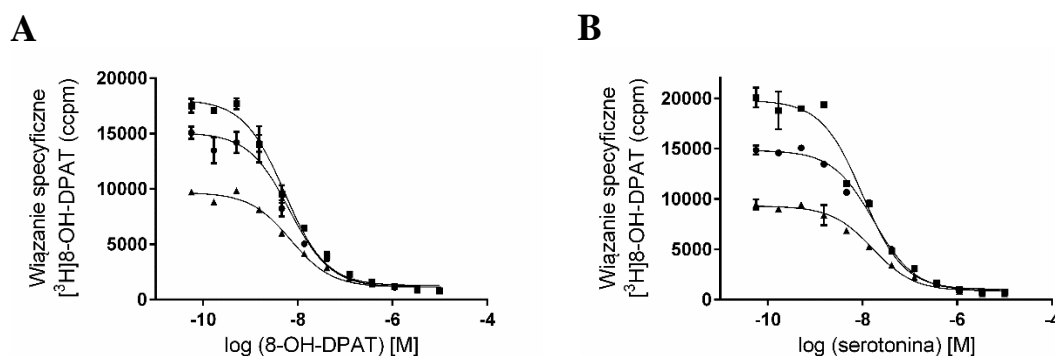 A
Wiązanie specyficzne
[³H]8-OH-DPAT (ccpm)
20000
15000
10000
5000
0
-10
-8
-6
-4
log (8-OH-DPAT) [M]
B
Wiązanie specyficzne
[³H]8-OH-DPAT (ccpm)
20000
15000
10000
5000
0
-10
-8
-6
-4
log (serotonina) [M]